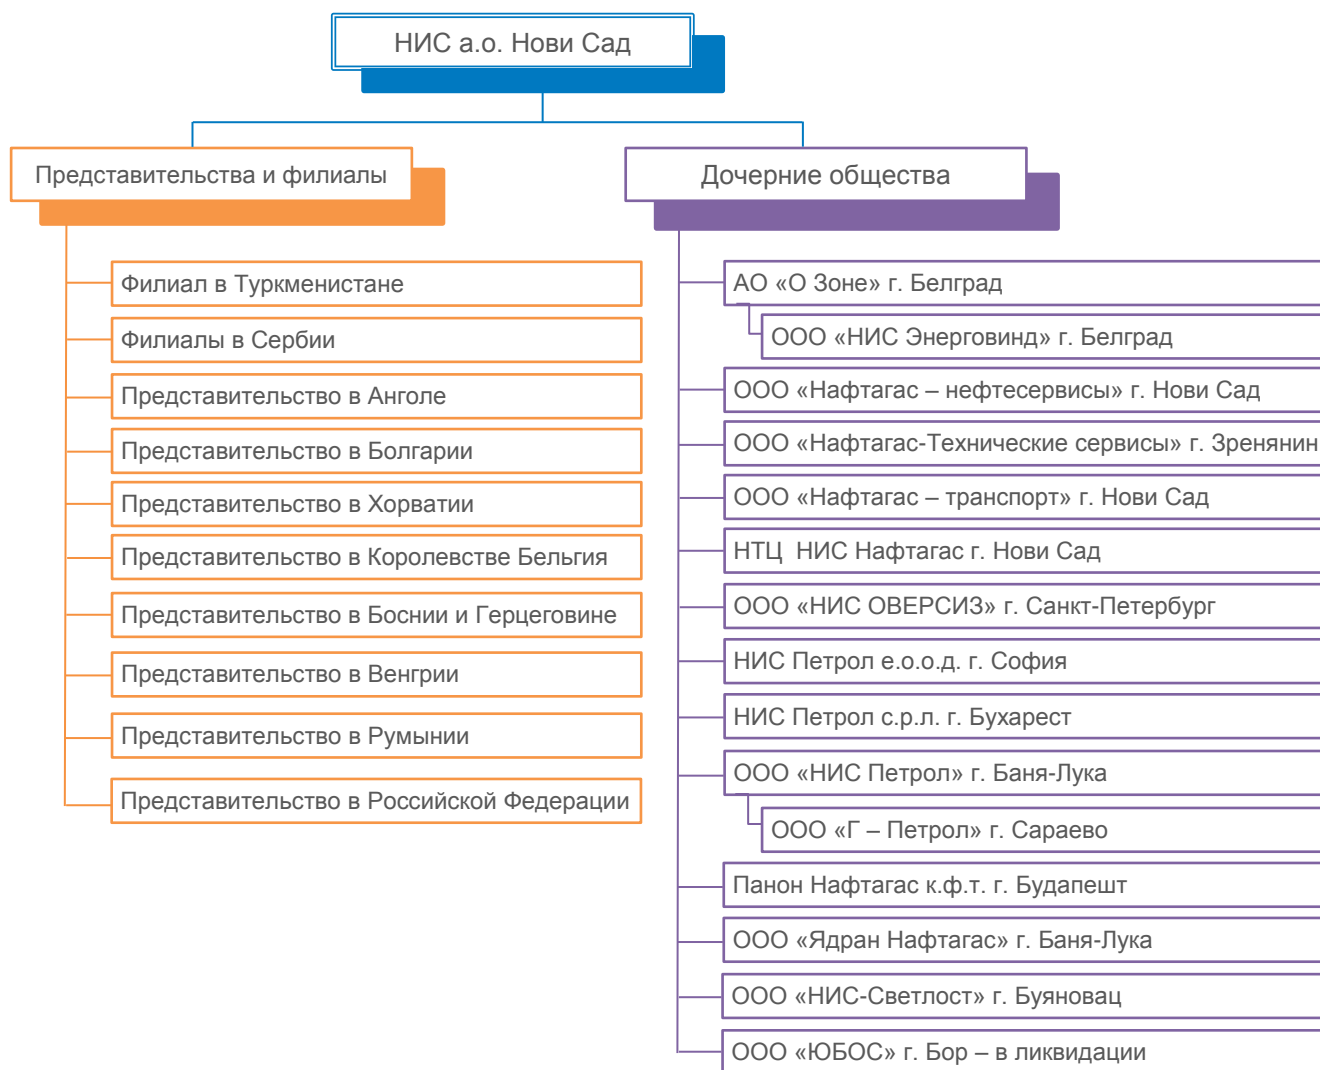 НИС а.о. Нови Сад
Представительства и филиалы
Филиал в Туркменистане
Филиалы в Сербии
Представительство в Анголе
Представительство в Болгарии
Представительство в Хорватии
Представительство в Королевстве Бельгия
Представительство в Боснии и Герцеговине
Представительство в Венгрии
Представительство в Румынии
Представительство в Российской Федерации
Дочерние общества
АО «О Зоне» г. Белград
ООО «НИС Энерговинд» г. Белград
ООО «Нафтагас – нефтесервисы» г. Нови Сад
ООО «Нафтагас-Технические сервисы» г. Зренянин
ООО «Нафтагас – транспорт» г. Нови Сад
НТЦ НИС Нафтагас г. Нови Сад
ООО «НИС ОВЕРСИЗ» г. Санкт-Петербург
НИС Петрол е.о.о.д. г. София
НИС Петрол с.р.л. г. Бухарест
ООО «НИС Петрол» г. Баня-Лука
ООО «Г – Петрол» г. Сараево
Панон Нафтагас к.ф.т. г. Будапешт
ООО «Ядран Нафтагас» г. Баня-Лука
ООО «НИС-Светлост» г. Буяновац
ООО «ЮБОС» г. Бор – в ликвидации